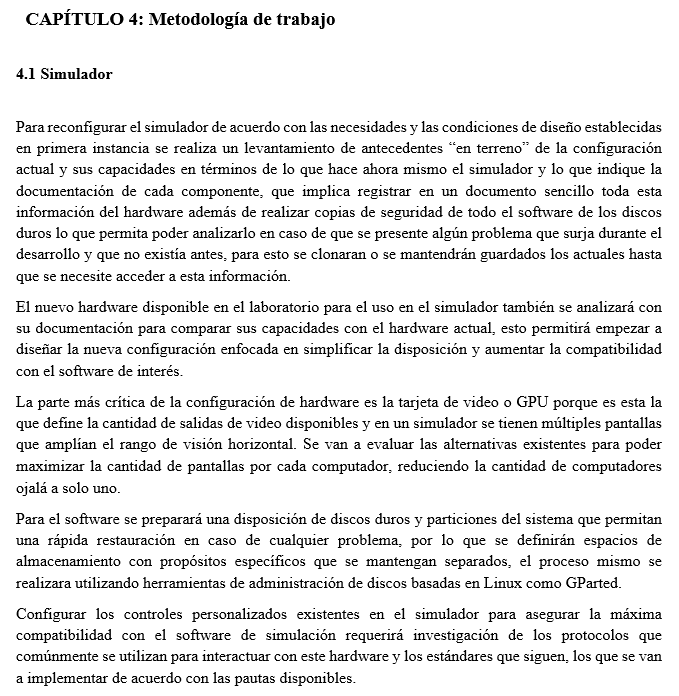 CAPÍTULO 4: Metodología de trabajo
4.1 Simulador
Para reconfigurar el simulador de acuerdo con las necesidades y las condiciones de diseño establecidas
en primera instancia se realiza un levantamiento de antecedentes “en terreno” de la configuración
actual y sus capacidades en términos de lo que hace ahora mismo el simulador y lo que indique la
documentación de cada componente, que implica registrar en un documento sencillo toda esta
información del hardware además de realizar copias de seguridad de todo el software de los discos
duros lo que permita poder analizarlo en caso de que se presente algún problema que surja durante el
desarrollo y que no existía antes, para esto se clonaran o se mantendrán guardados los actuales hasta
que se necesite acceder a esta información.
El nuevo hardware disponible en el laboratorio para el uso en el simulador también se analizará con
su documentación para comparar sus capacidades con el hardware actual, esto permitirá empezar a
diseñar la nueva configuración enfocada en simplificar la disposición y aumentar la compatibilidad
con el software de interés.
La parte más crítica de la configuración de hardware es la tarjeta de video o GPU porque es esta la
que define la cantidad de salidas de video disponibles y en un simulador se tienen múltiples pantallas
que amplían el rango de visión horizontal. Se van a evaluar las alternativas existentes para poder
maximizar la cantidad de pantallas por cada computador, reduciendo la cantidad de computadores
ojalá a solo uno.
Para el software se preparará una disposición de discos duros y particiones del sistema que permitan
una rápida restauración en caso de cualquier problema, por lo que se definirán espacios de
almacenamiento con propósitos específicos que se mantengan separados, el proceso mismo se
realizara utilizando herramientas de administración de discos basadas en Linux como GParted.
Configurar los controles personalizados existentes en el simulador para asegurar la máxima
compatibilidad con el software de simulación requerirá investigación de los protocolos que
comúnmente se utilizan para interactuar con este hardware y los estándares que siguen, los que se van
a implementar de acuerdo con las pautas disponibles.